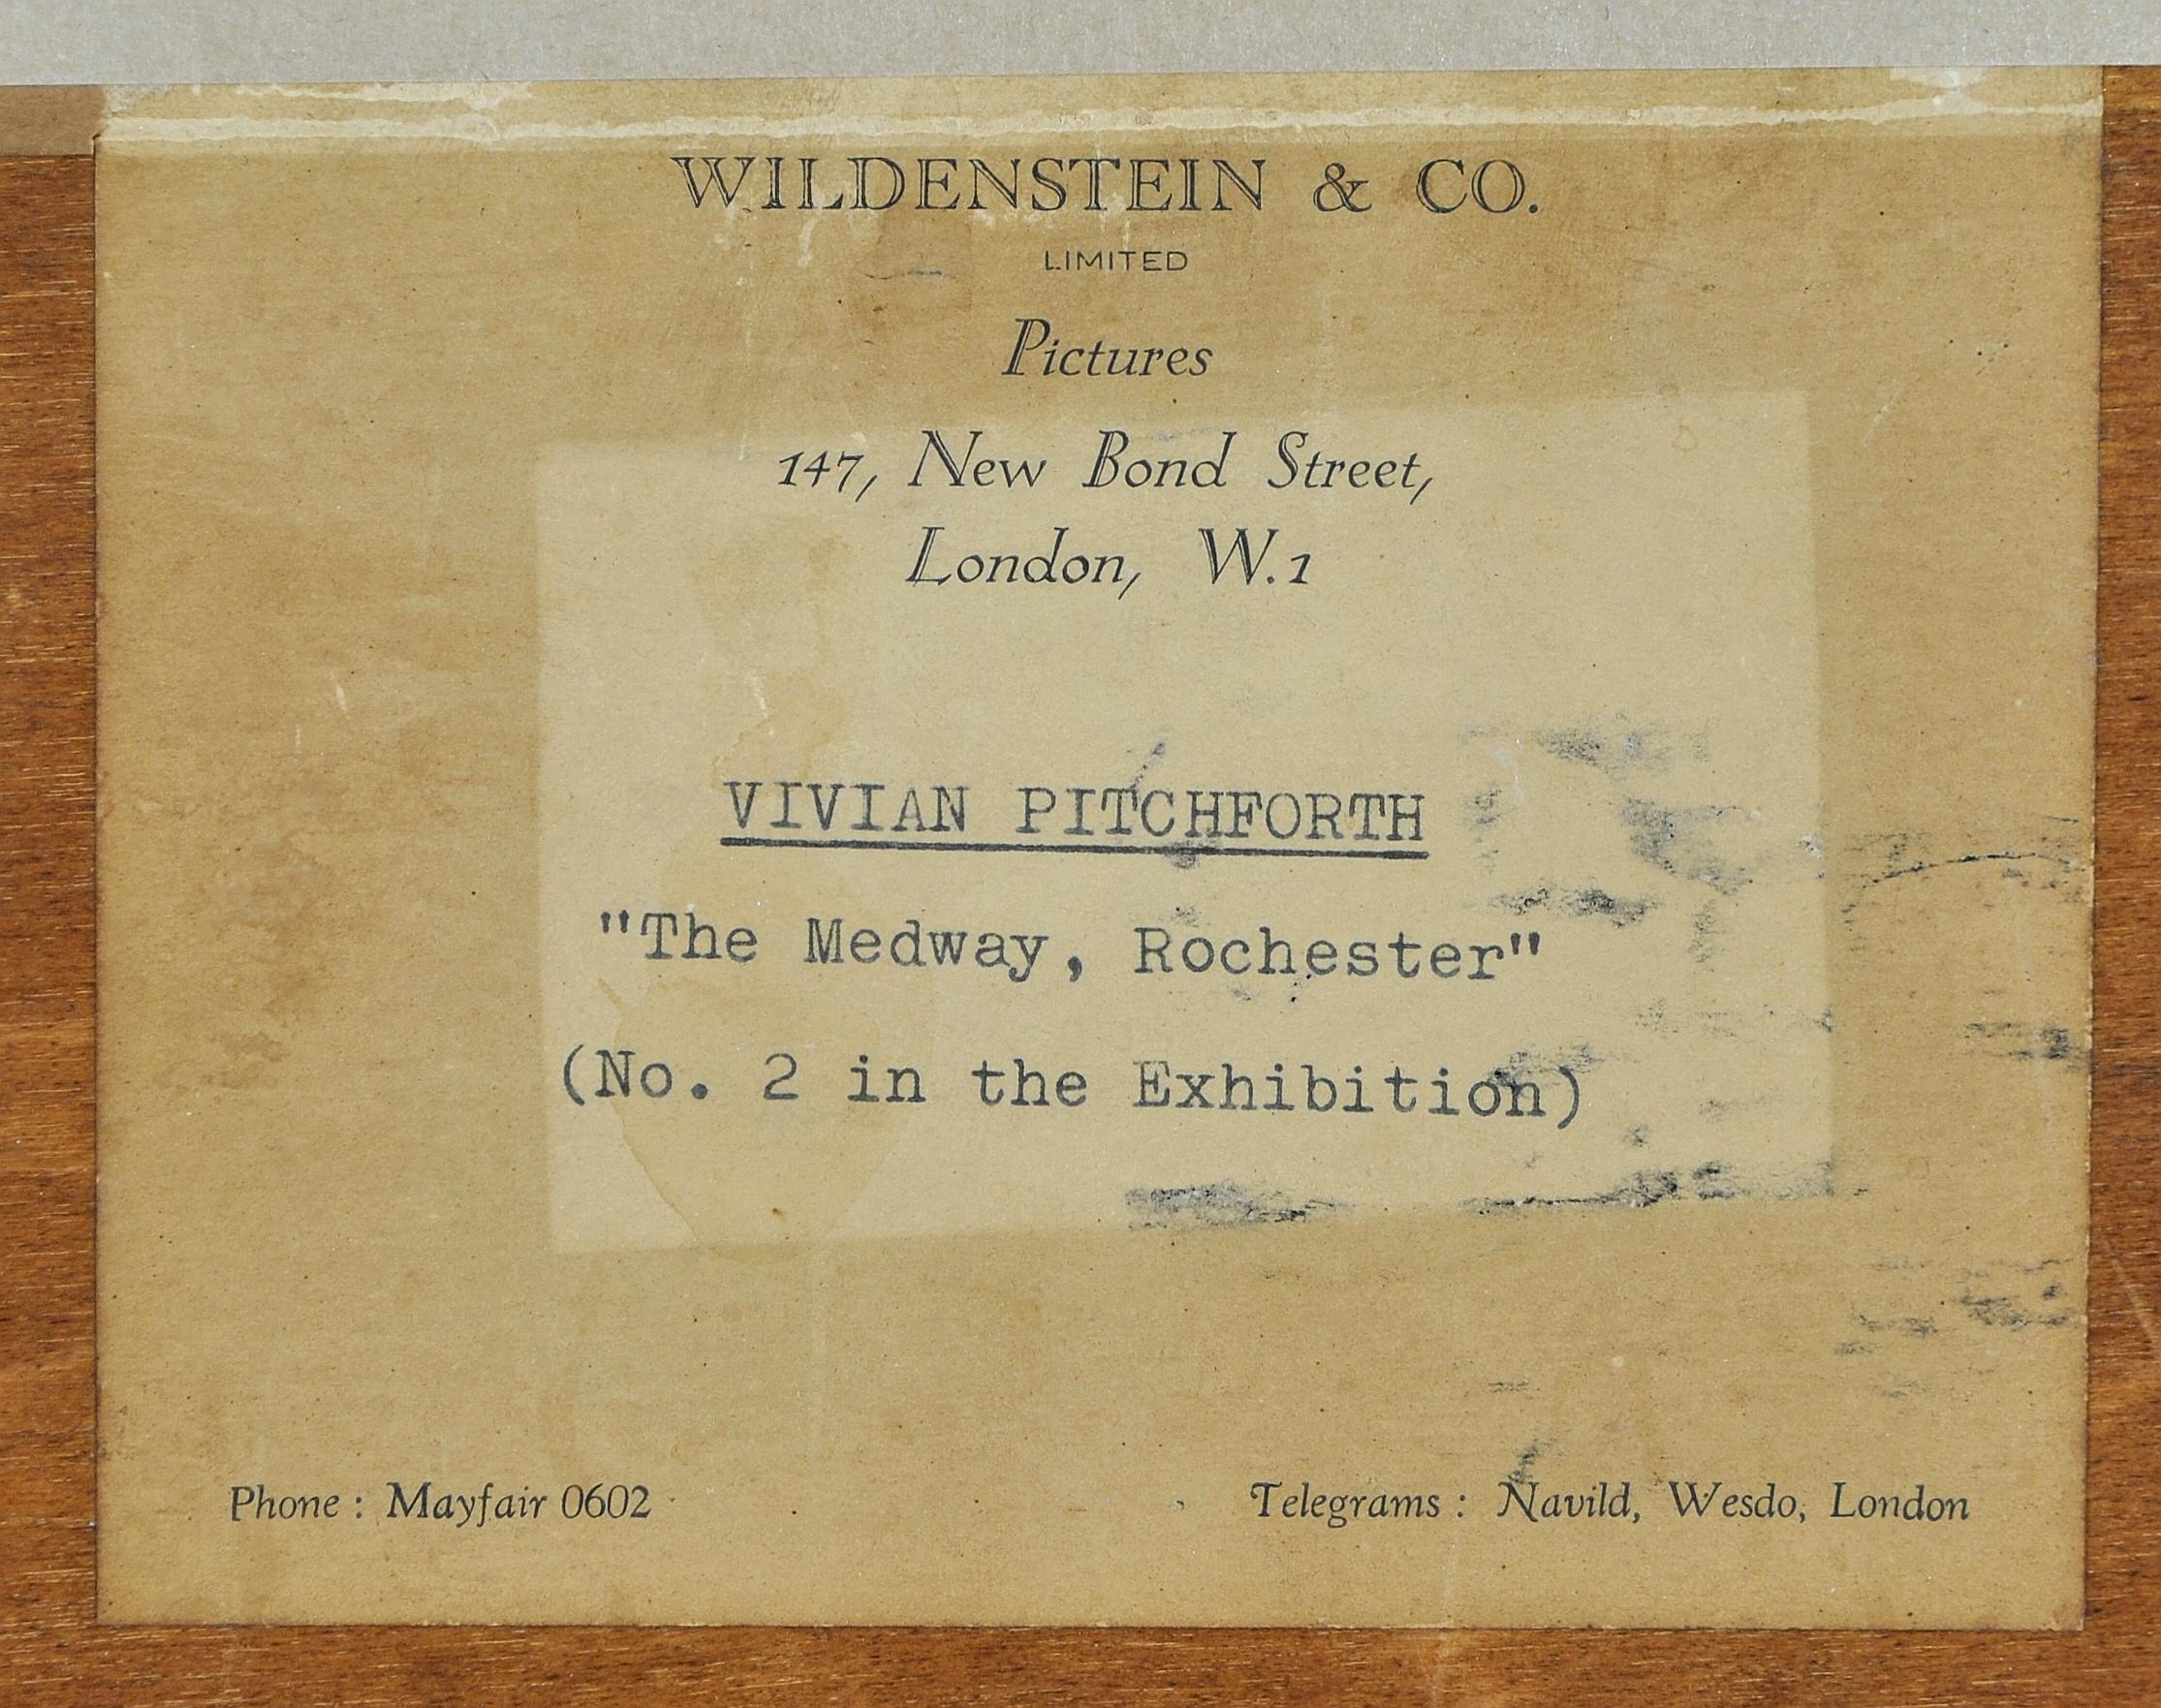 WILDENSTEIN & CO.
LIMITED
Pictures
147, New Bond Street,
London, W.1
VIVIAN PITCHFORTH
"The Medway, Rochester"
(No. 2 in the Exhibition)
Phone : Mayfair 0602
Telegrams : Navild, Wesdo, London